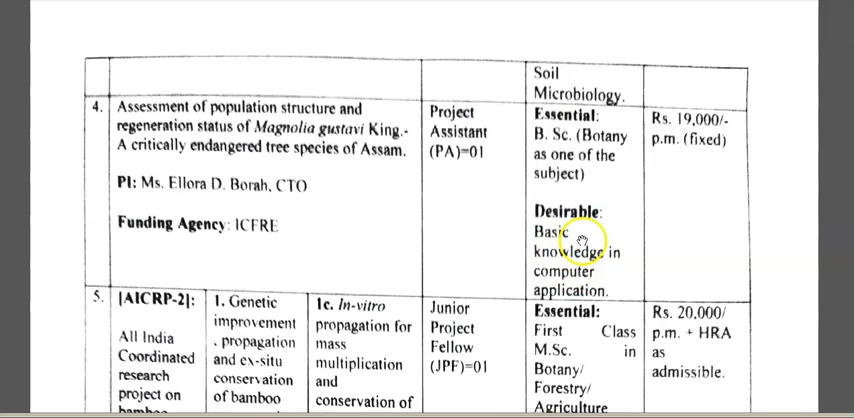 Soil
Microbiology.
4. Assessment of population structure and
regeneration status of Magnolia gustavi King.-
A critically endangered tree species of Assam.
PI: Ms. Ellora D. Borah, CTO
Funding Agency: ICFRE
Project
Assistant
(PA)=01
Essential:
B. Sc. (Botany
as one of the
subject)
Desirable:
Basic
knowledge in
computer
application.
Rs. 19,000/-
p.m. (fixed)
5. [AICRP-2]:
All India
Coordinated
research
project on
bamboo
1. Genetic
improvement
, propagation
and ex-situ
conservation
of bamboo
1c. In-vitro
propagation for
mass
multiplication
and
conservation of
Junior
Project
Fellow
(JPF)=01
Essential:
First Class
M.Sc. in
Botany/
Forestry/
Agriculture
Rs. 20,000/
p.m. + HRA
as
admissible.